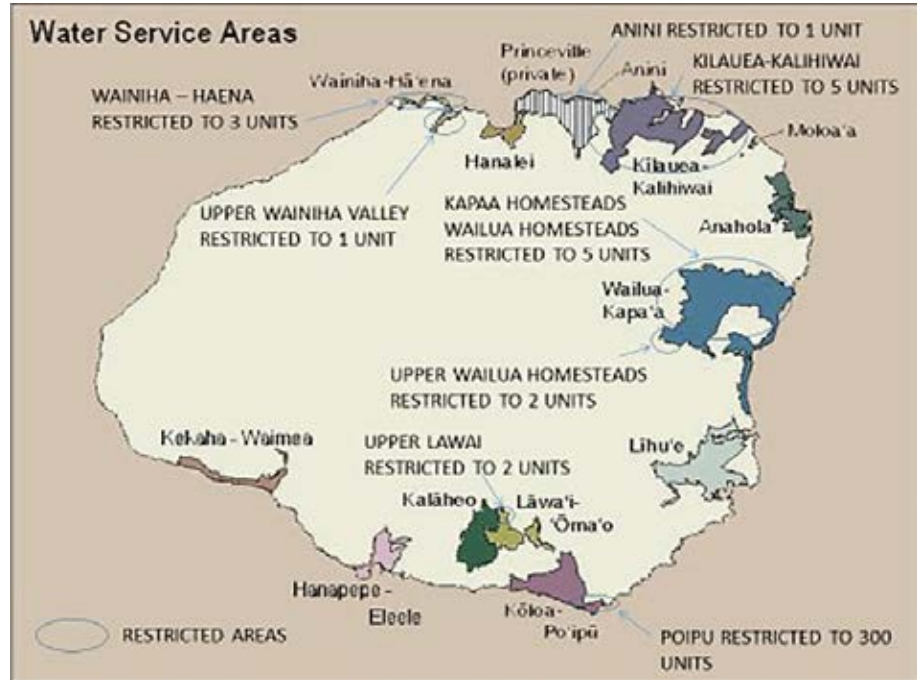 Water Service Areas
ANINI RESTRICTED TO 1 UNIT
Princeville
(private)
Anini
KILAUEA-KALIHIWAI
RESTRICTED TO 5 UNITS
Wainiha-Hā'ena
WAINIHA – HAENA
RESTRICTED TO 3 UNITS
Moloa'a
Hanalei
Kīlauea-
Kalihiwai
UPPER WAINIHA VALLEY
RESTRICTED TO 1 UNIT
KAPAA HOMESTEADS
WAILUA HOMESTEADS
RESTRICTED TO 5 UNITS
Anahola
Wailua-
Kapa'a
UPPER WAILUA HOMESTEADS
RESTRICTED TO 2 UNITS
Kekaha - Waimea
UPPER LAWAI
RESTRICTED TO 2 UNITS
Līhu'e
Kalāheo
Lāwa'i-
'Ōma'o
Hanapepe -
Eleele
Kōloa-
Po'ipū
RESTRICTED AREAS
POIPU RESTRICTED TO 300
UNITS